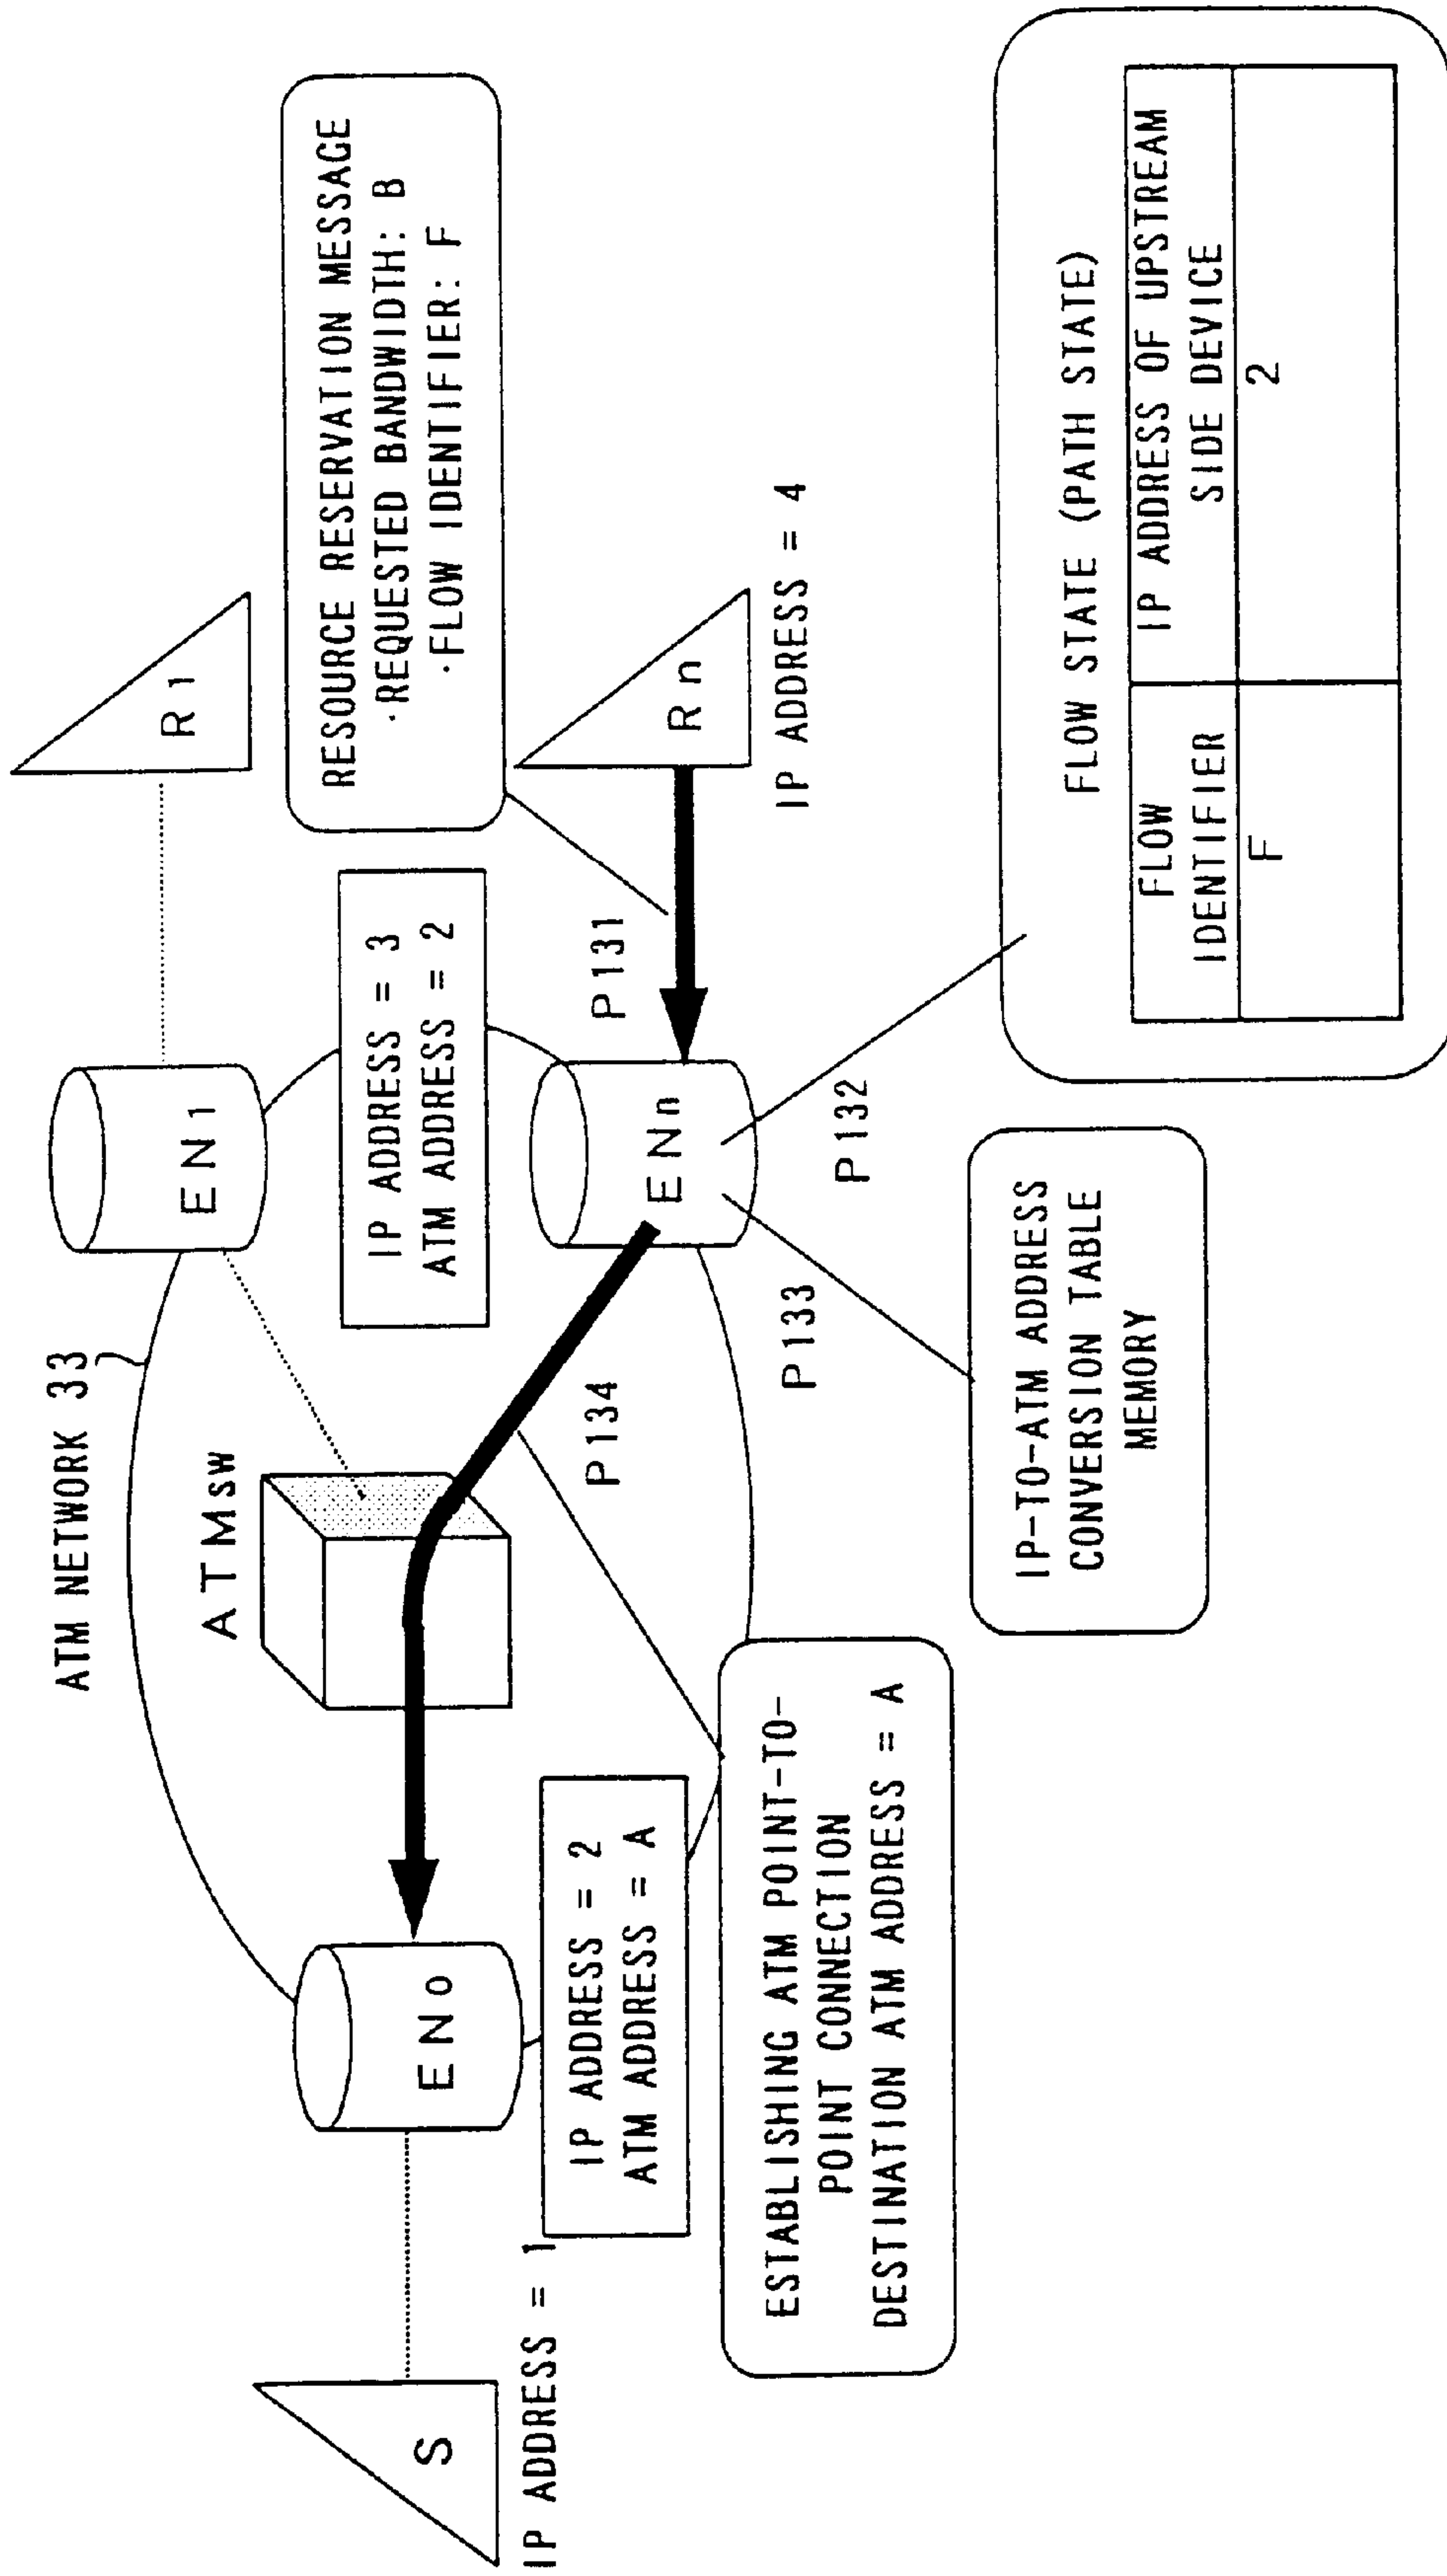 ATM NETWORK 33
ATMsw
S
IP ADDRESS = 1
EN0
IP ADDRESS = 2
ATM ADDRESS = A
EN1
R1
IP ADDRESS = 3
ATM ADDRESS = 2
RESOURCE RESERVATION MESSAGE
·REQUESTED BANDWIDTH: B
·FLOW IDENTIFIER: F
P131
ENn
Rn
IP ADDRESS = 4
P134
P133
P132
ESTABLISHING ATM POINT-TO-
POINT CONNECTION
DESTINATION ATM ADDRESS = A
IP-TO-ATM ADDRESS
CONVERSION TABLE
MEMORY
FLOW STATE (PATH STATE)
FLOW
IDENTIFIER
IP ADDRESS OF UPSTREAM
SIDE DEVICE
F
2